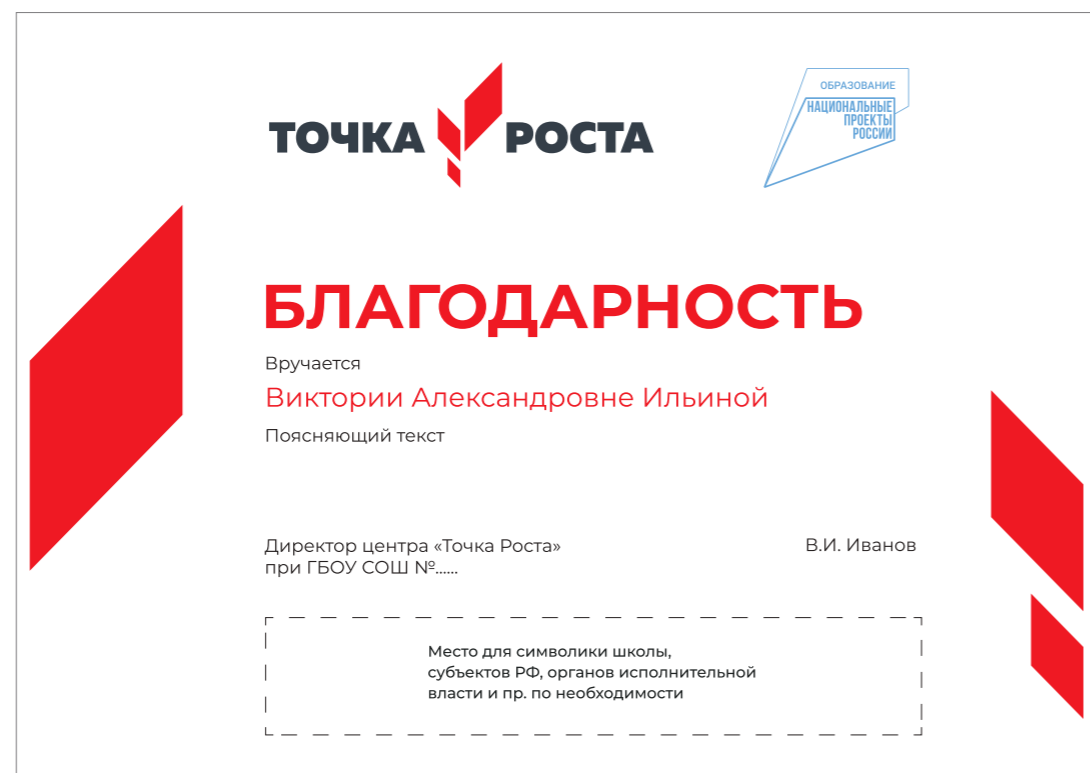 ТОЧКА РОСТА
ОБРАЗОВАНИЕ
НАЦИОНАЛЬНЫЕ
ПРОЕКТЫ
РОССИИ
БЛАГОДАРНОСТЬ
Вручается
Виктории Александровне Ильиной
Поясняющий текст
Директор центра «Точка Роста»
при ГБОУ СОШ №......
В.И. Иванов
Место для символики школы,
субъектов РФ, органов исполнительной
власти и пр. по необходимости